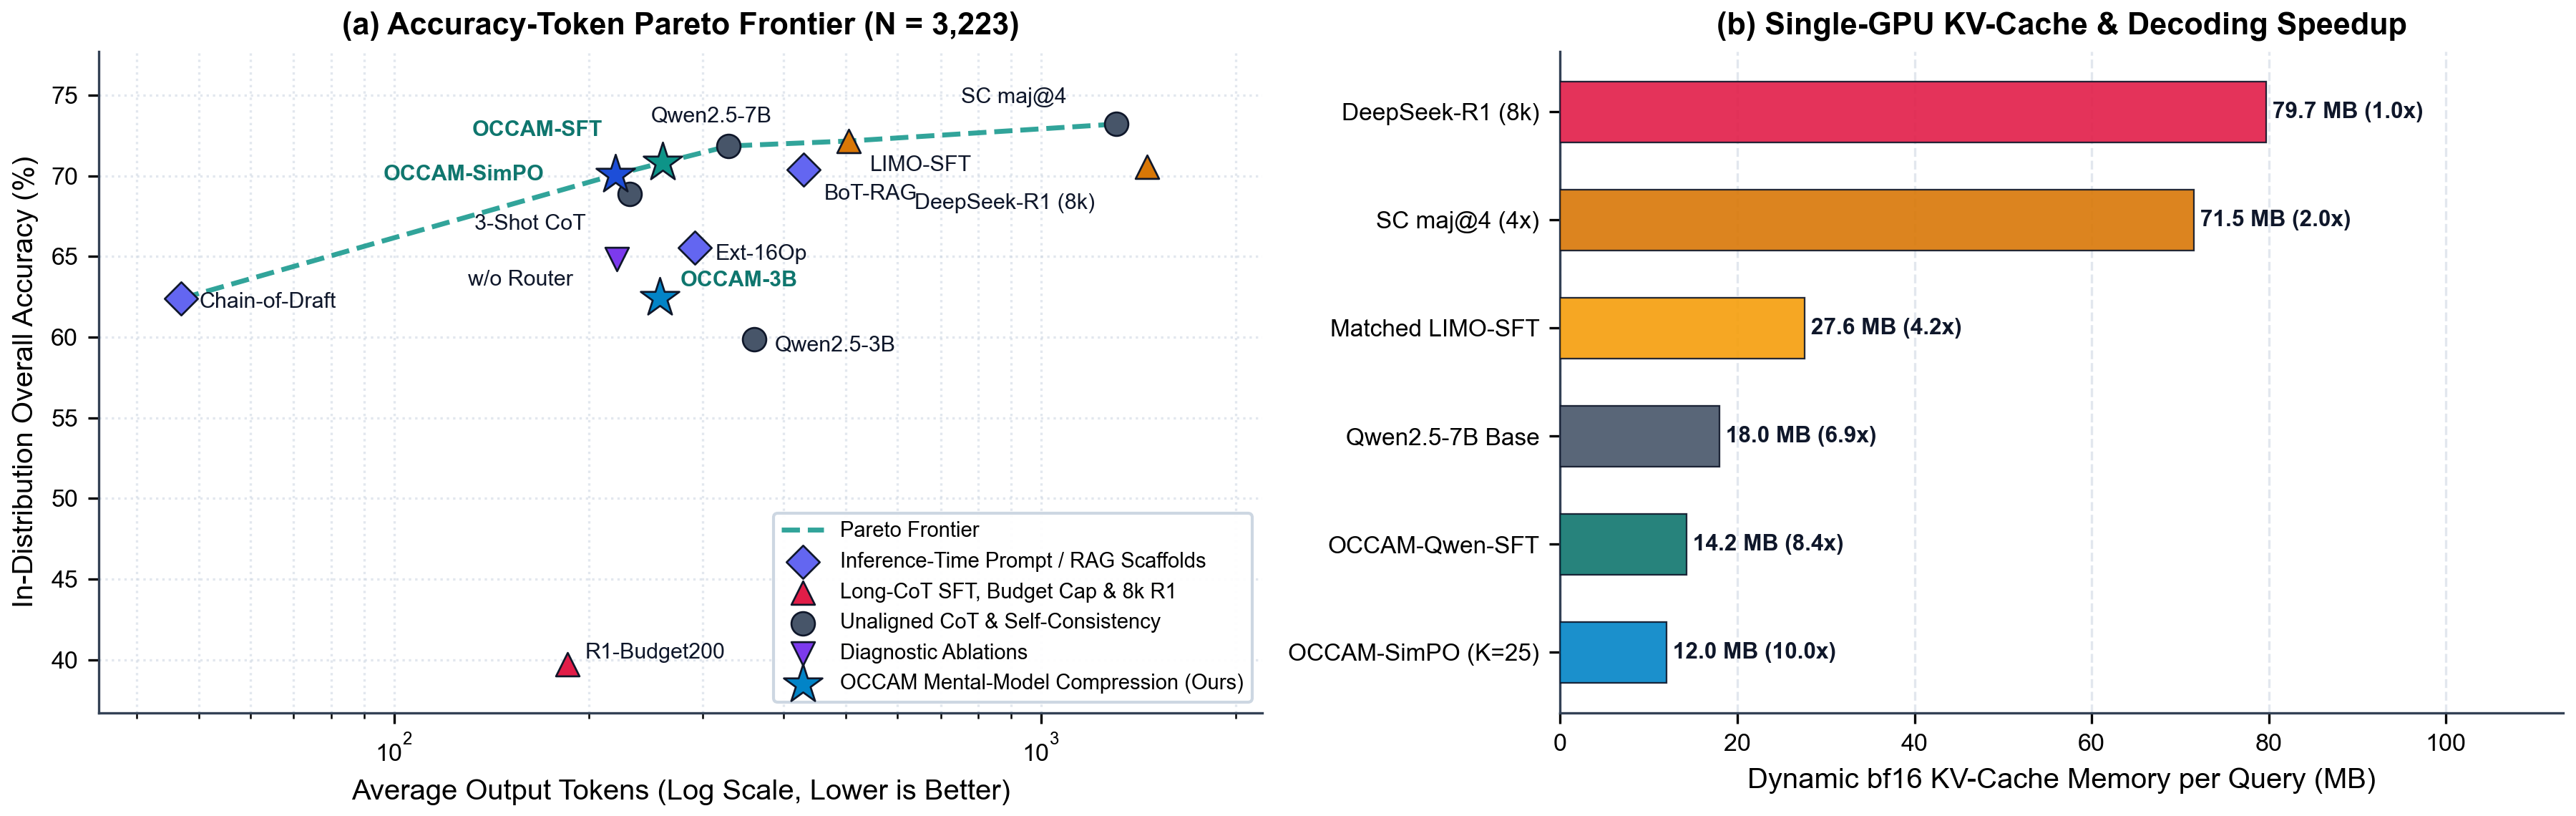 (a) Accuracy-Token Pareto Frontier (N = 3,223)
In-Distribution Overall Accuracy (%)
75
70
65
60
55
50
45
40
SC maj@4
Qwen2.5-7B
OCCAM-SFT
OCCAM-SimPO
LIMO-SFT
BoT-RAG
DeepSeek-R1 (8k)
3-Shot CoT
Ext-16Op
w/o Router
OCCAM-3B
Chain-of-Draft
Qwen2.5-3B
R1-Budget200
Pareto Frontier
Inference-Time Prompt / RAG Scaffolds
Long-CoT SFT, Budget Cap & 8k R1
Unaligned CoT & Self-Consistency
Diagnostic Ablations
OCCAM Mental-Model Compression (Ours)
10² 10³
Average Output Tokens (Log Scale, Lower is Better)
(b) Single-GPU KV-Cache & Decoding Speedup
DeepSeek-R1 (8k) 79.7 MB (1.0x)
SC maj@4 (4x) 71.5 MB (2.0x)
Matched LIMO-SFT 27.6 MB (4.2x)
Qwen2.5-7B Base 18.0 MB (6.9x)
OCCAM-Qwen-SFT 14.2 MB (8.4x)
OCCAM-SimPO (K=25) 12.0 MB (10.0x)
0 20 40 60 80 100
Dynamic bf16 KV-Cache Memory per Query (MB)